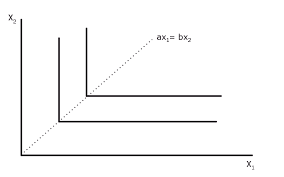 X₂
ax₁= bx₂
X₁